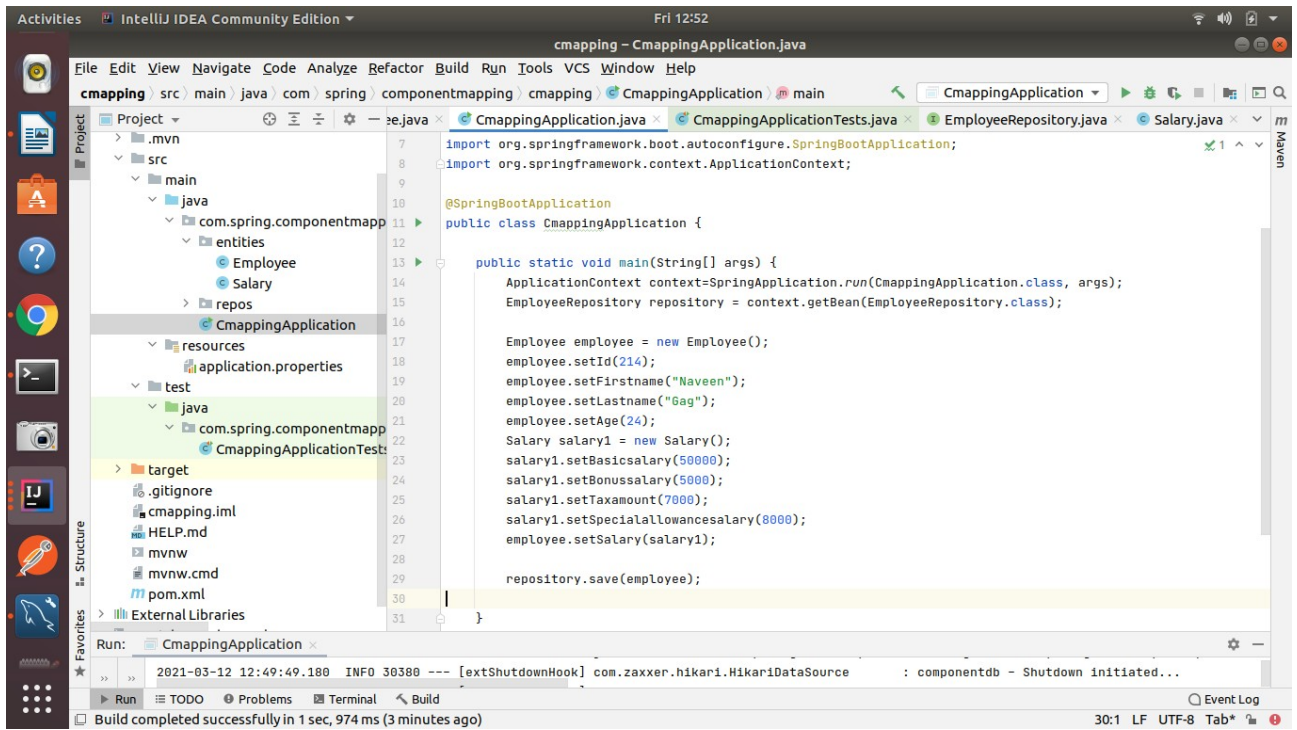 Activities IntelliJ IDEA Community Edition Fri 12:52
cmapping – CmappingApplication.java
File Edit View Navigate Code Analyze Refactor Build Run Tools VCS Window Help
cmapping src main java com spring componentmapping cmapping CmappingApplication main CmappingApplication
Project ee.java CmappingApplication.java CmappingApplicationTests.java EmployeeRepository.java Salary.java
Project
Structure
Favorites
Maven
.mvn
src
main
java
com.spring.componentmapp
entities
Employee
Salary
repos
CmappingApplication
resources
application.properties
test
java
com.spring.componentmapp
CmappingApplicationTests
target
.gitignore
cmapping.iml
HELP.md
mvnw
mvnw.cmd
pom.xml
External Libraries
1
7 import org.springframework.boot.autoconfigure.SpringBootApplication;
8 import org.springframework.context.ApplicationContext;
9
10 @SpringBootApplication
11 public class CmappingApplication {
12
13 public static void main(String[] args) {
14 ApplicationContext context=SpringApplication.run(CmappingApplication.class, args);
15 EmployeeRepository repository = context.getBean(EmployeeRepository.class);
16
17 Employee employee = new Employee();
18 employee.setId(214);
19 employee.setFirstname("Naveen");
20 employee.setLastname("Gag");
21 employee.setAge(24);
22 Salary salary1 = new Salary();
23 salary1.setBasicsalary(50000);
24 salary1.setBonussalary(5000);
25 salary1.setTaxamount(7000);
26 salary1.setSpecialallowancesalary(8000);
27 employee.setSalary(salary1);
28
29 repository.save(employee);
30
31 }
Run: CmappingApplication
2021-03-12 12:49:49.180 INFO 30380 --- [extShutdownHook] com.zaxxer.hikari.HikariDataSource : componentdb - Shutdown initiated...
Run TODO Problems Terminal Build Event Log
Build completed successfully in 1 sec, 974 ms (3 minutes ago) 30:1 LF UTF-8 Tab*